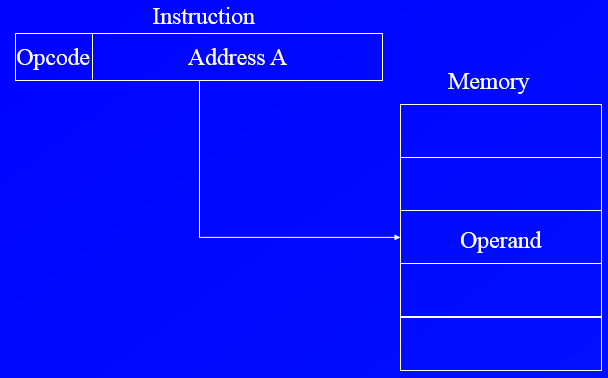 Instruction
Opcode
Address A
Memory
Operand